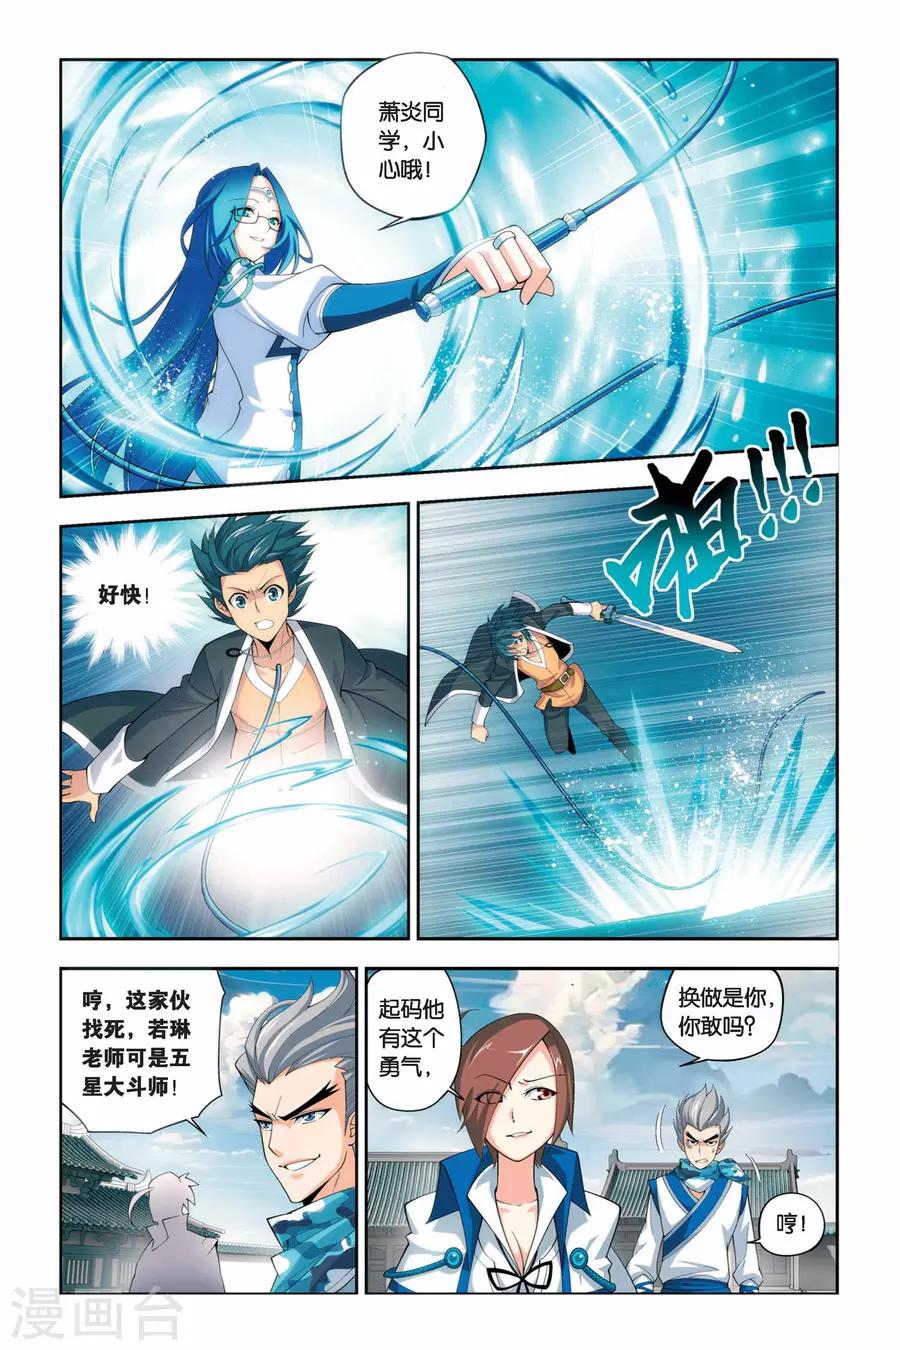 萧炎同
学，小
心哦！
啪!!!
好快！
哼，这家伙
找死，若琳
老师可是五
星大斗师！
起码他
有这个
勇气，
换做是你，
你敢吗？
哼！
漫画台